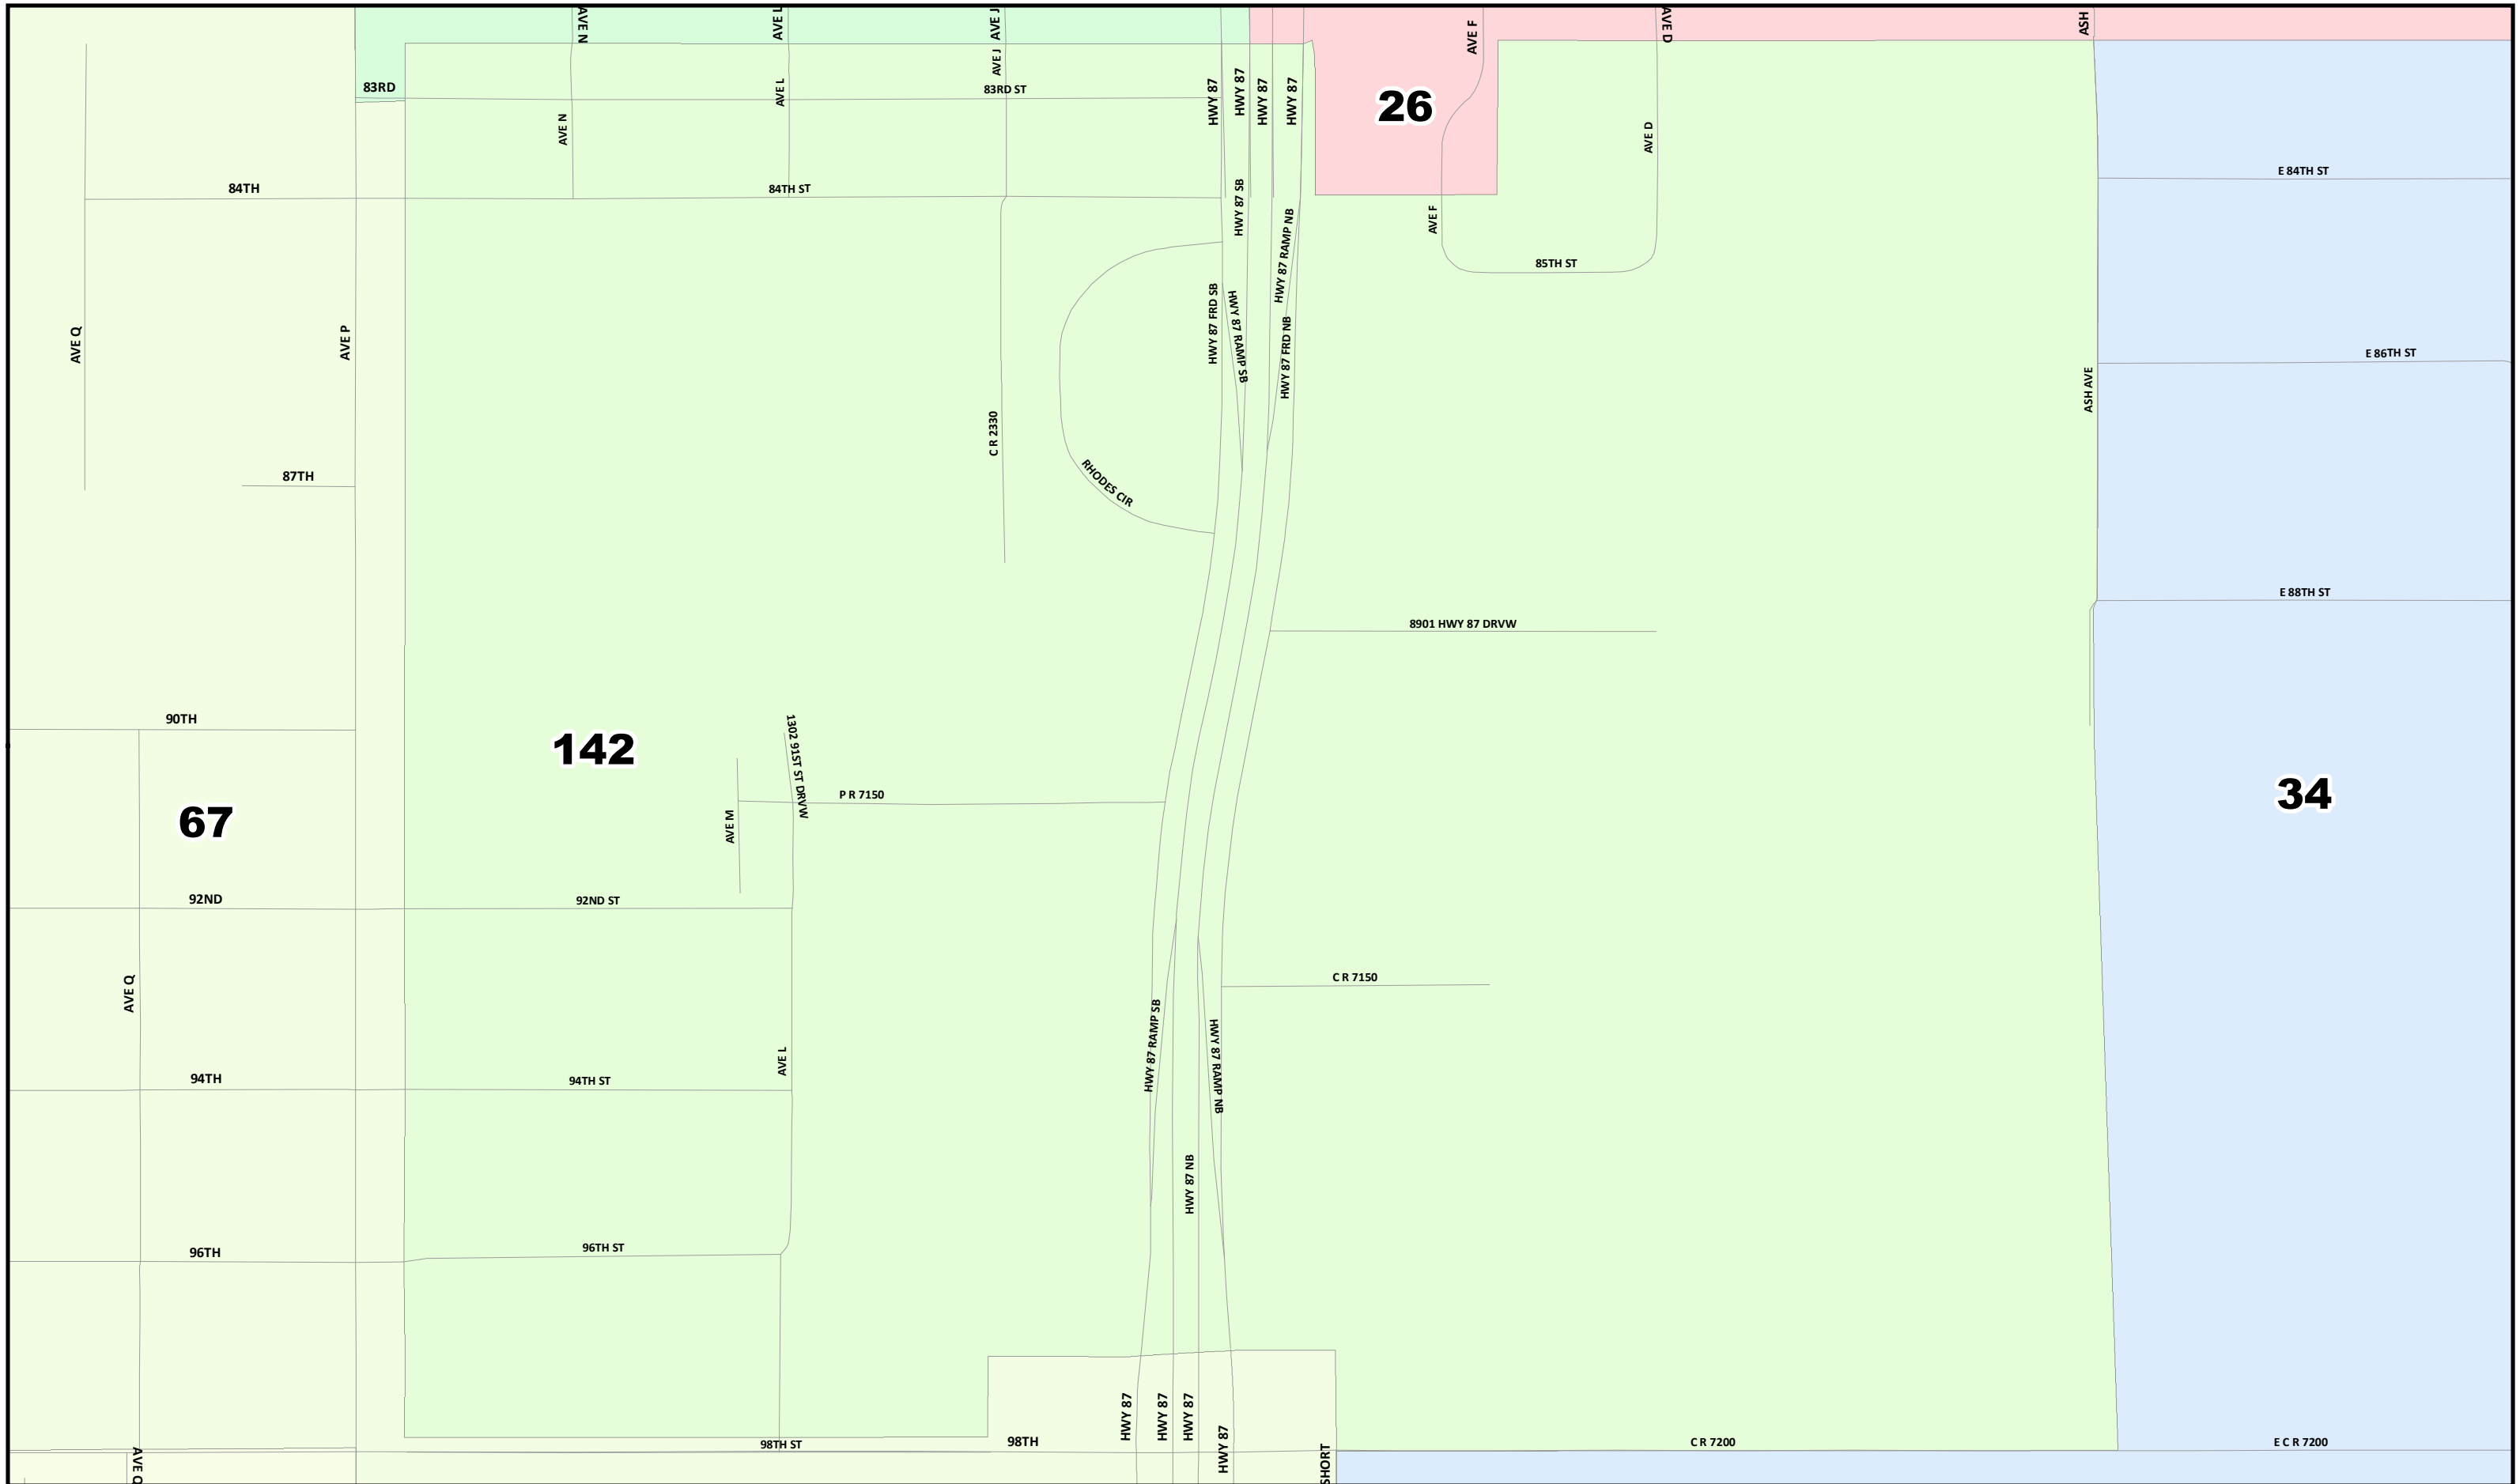 AVE N
AVE L
AVE J
AVE F
AVE D
ASH
AVE J
83RD
83RD ST
AVE L
HWY 87
HWY 87
HWY 87
HWY 87
26
AVE N
AVE D
E 84TH ST
84TH
84TH ST
HWY 87 SB
AVE F
HWY 87 RAMP NB
85TH ST
HWY 87 FRD SB
HWY 87 RAMP SB
HWY 87 FRD NB
AVE Q
AVE P
E 86TH ST
ASH AVE
C R 2330
87TH
RHODES CIR
E 88TH ST
8901 HWY 87 DRVW
90TH
142
1302 91ST ST DRVW
P R 7150
34
67
AVE M
92ND
92ND ST
C R 7150
AVE Q
HWY 87 RAMP SB
HWY 87 RAMP NB
AVE L
94TH
94TH ST
HWY 87 NB
96TH
96TH ST
HWY 87
HWY 87
HWY 87
HWY 87
98TH ST
98TH
C R 7200
E C R 7200
AVE Q
SHORT